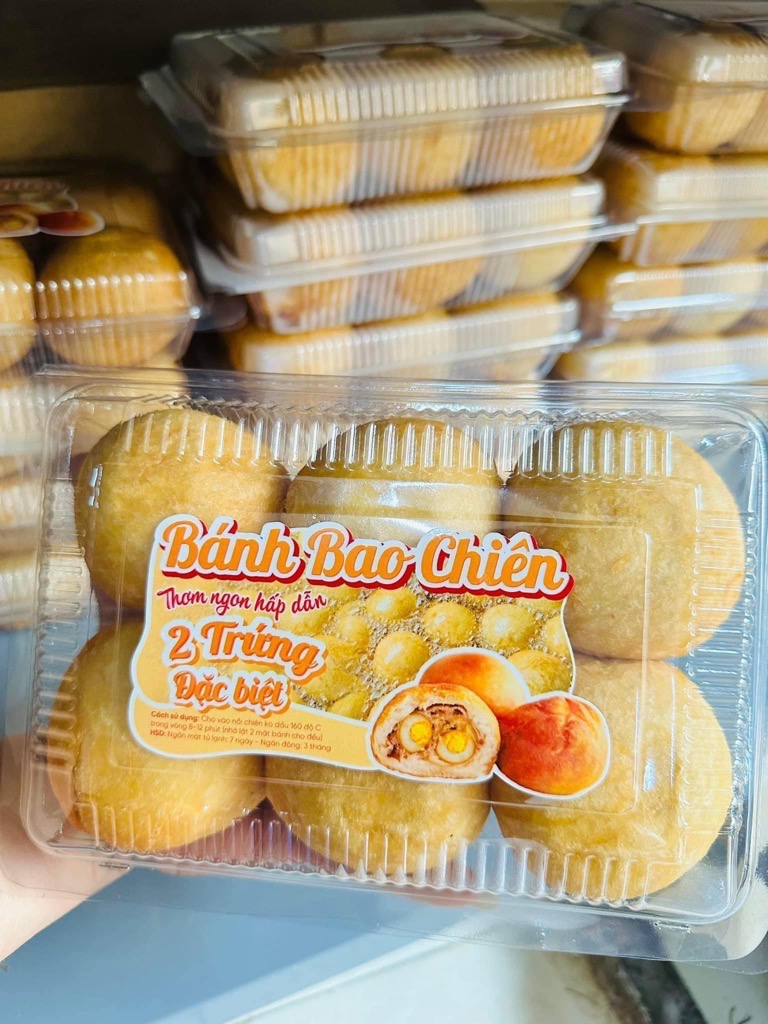 Bánh Bao Chiên
Thơm ngon hấp dẫn
2 Trứng
Đặc biệt
Cách sử dụng: Cho vào nồi chiên ko dầu 160 độ C
trong vòng 8-12 phút (nhớ lật 2 mặt bánh cho đều)
HSD: Ngăn mát tủ lạnh: 7 ngày - Ngăn đông: 3 tháng